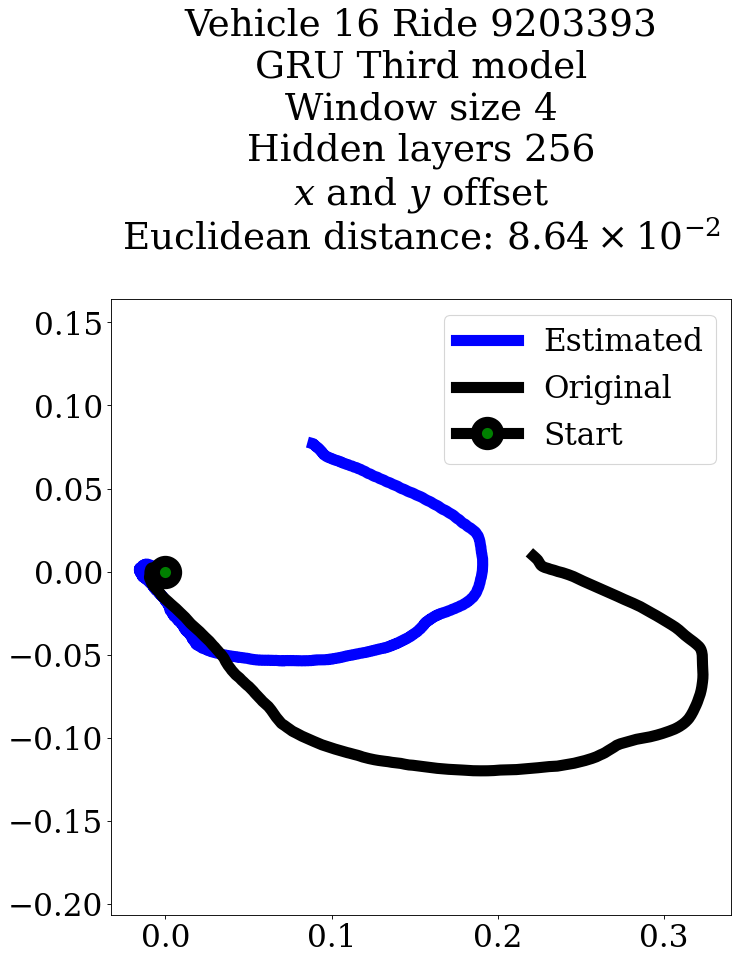 Vehicle 16 Ride 9203393
GRU Third model
Window size 4
Hidden layers 256
x and y offset
Euclidean distance: 8.64 × 10⁻²
Estimated
Original
Start
0.15
0.10
0.05
0.00
−0.05
−0.10
−0.15
−0.20
0.0 0.1 0.2 0.3